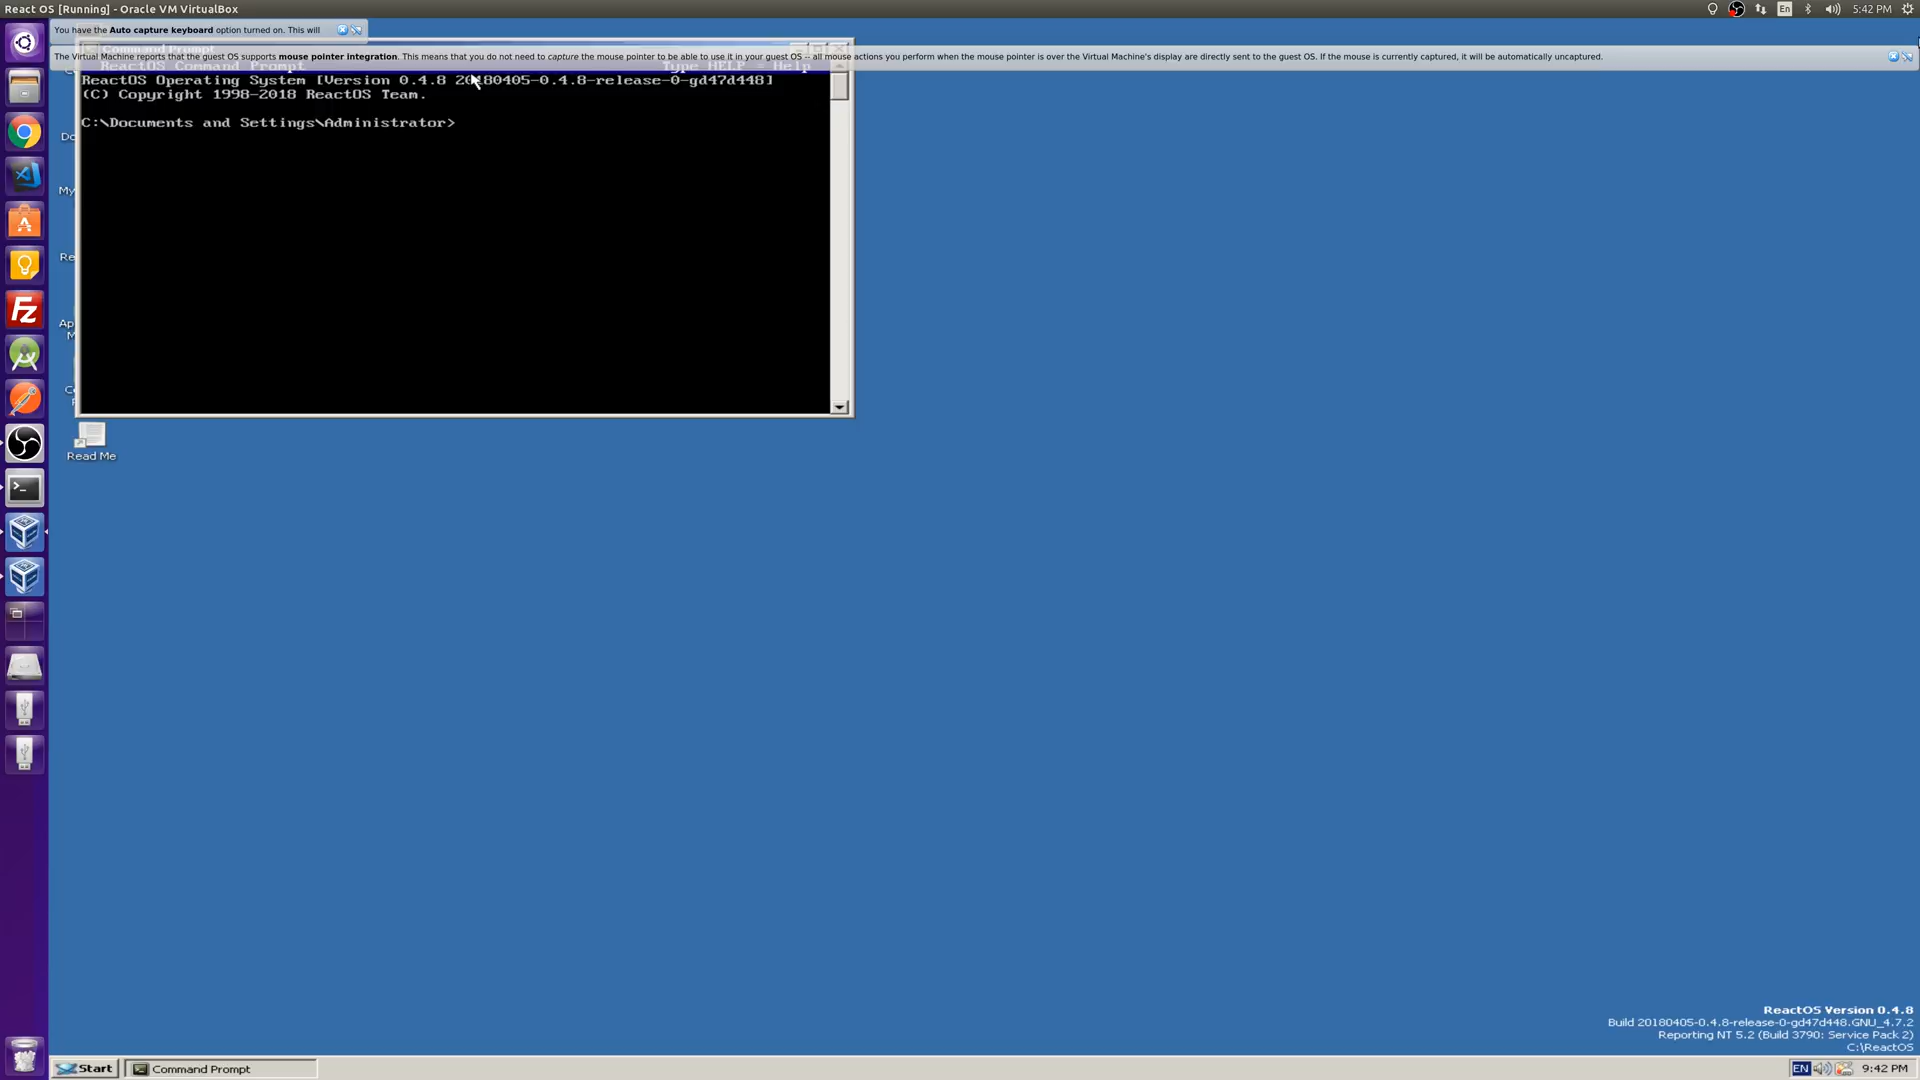 React OS [Running] - Oracle VM VirtualBox
En
5:42 PM
You have the Auto capture keyboard option turned on. This will
Command Prompt
The Virtual Machine reports that the guest OS supports mouse pointer integration. This means that you do not need to capture the mouse pointer to be able to use it in your guest OS -- all mouse actions you perform when the mouse pointer is over the Virtual Machine's display are directly sent to the guest OS. If the mouse is currently captured, it will be automatically uncaptured.
ReactOS Command Prompt Type HELP = Help
ReactOS Operating System [Version 0.4.8 20180405-0.4.8-release-0-gd47d448]
(C) Copyright 1998-2018 ReactOS Team.
C:\Documents and Settings\Administrator>
Do
My
Re
Ap
M
Read Me
ReactOS Version 0.4.8
Build 20180405-0.4.8-release-0-gd47d448.GNU_4.7.2
Reporting NT 5.2 (Build 3790: Service Pack 2)
C:\ReactOS
Start
Command Prompt
EN
9:42 PM